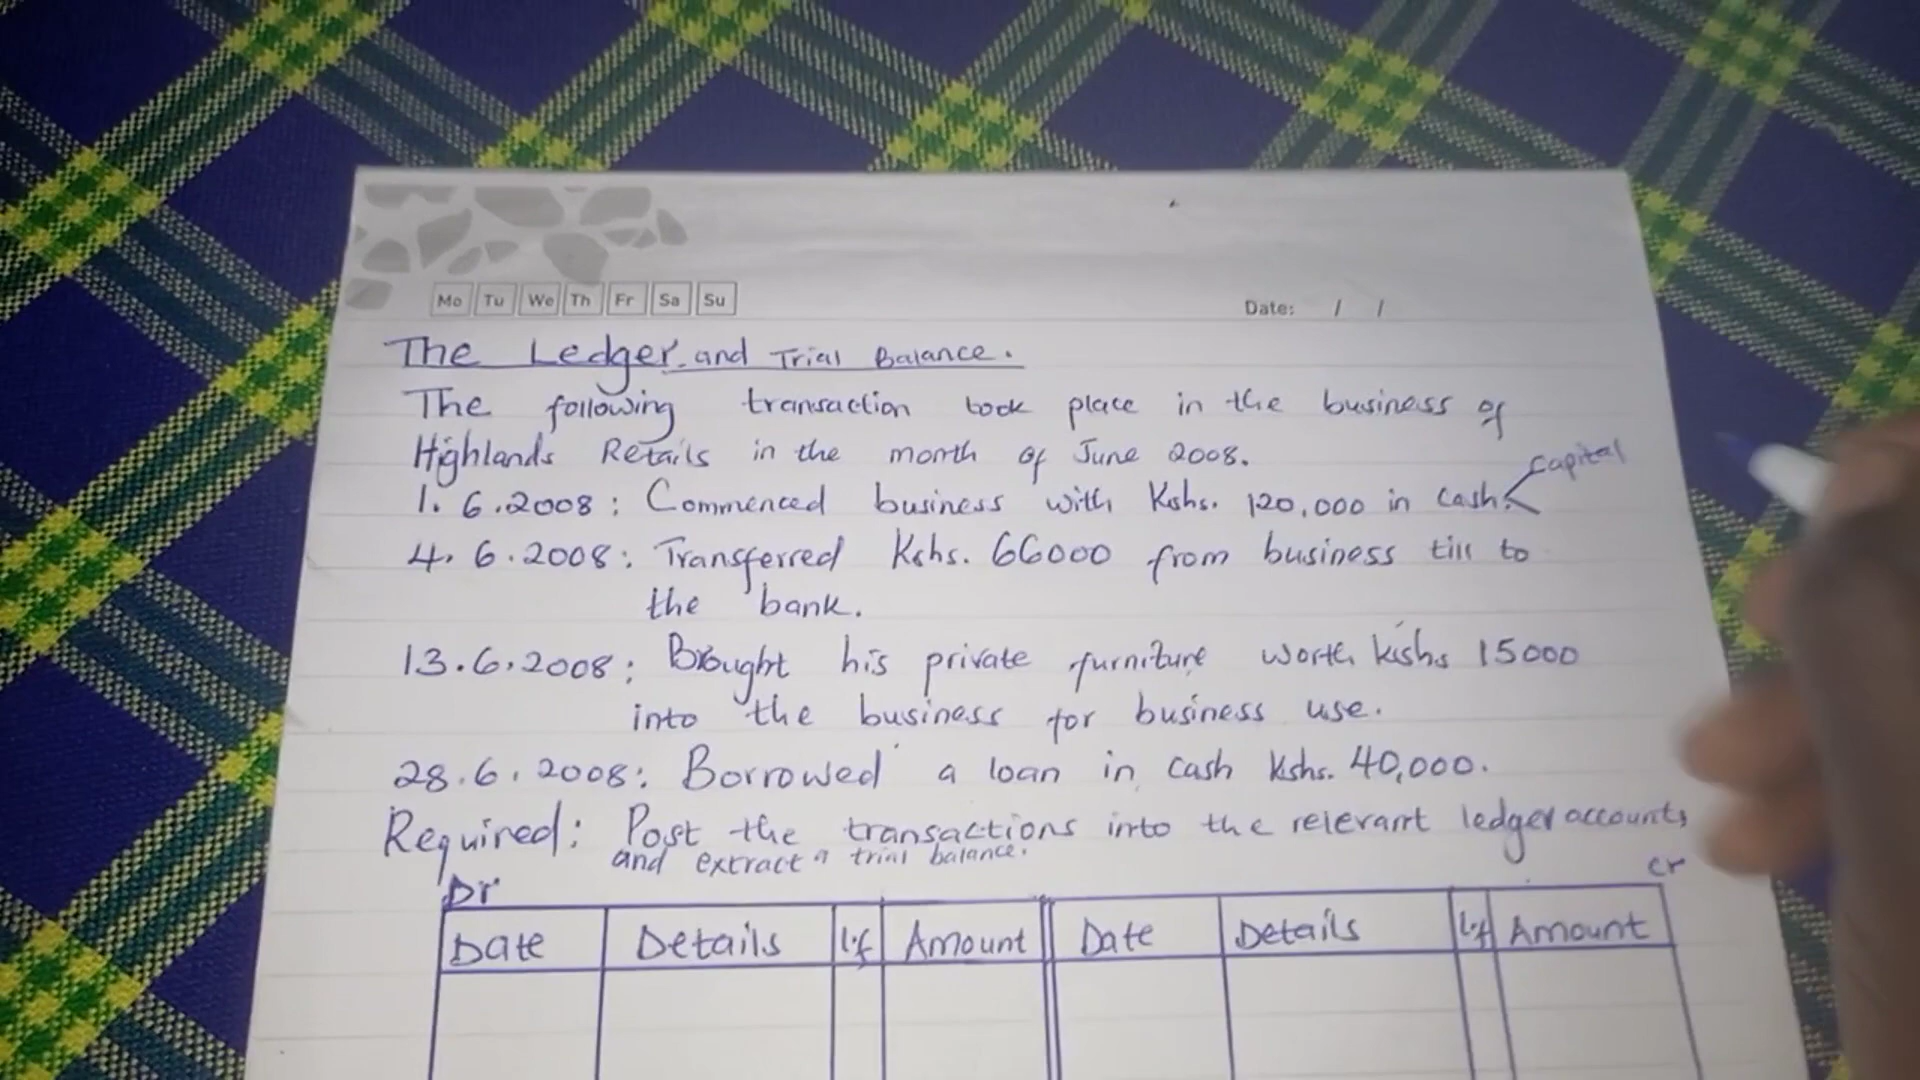 Mo Tu We Th Fr Sa Su
Date: / /
The Ledger and Trial Balance.
The following transaction took place in the business of
Highlands Retails in the month of June 2008.
1. 6.2008: Commenced business with Kshs. 120,000 in cash. Capital
4. 6. 2008: Transferred Kshs. 66000 from business till to
the bank.
13.6.2008: Brought his private furniture worth kshs 15000
into the business for business use.
28.6.2008: Borrowed a loan in cash kshs. 40,000.
Required: Post the transactions into the relevant ledger accounts
and extract a trial balance.
Dr Cr
Date Details l.f Amount Date Details l.f Amount